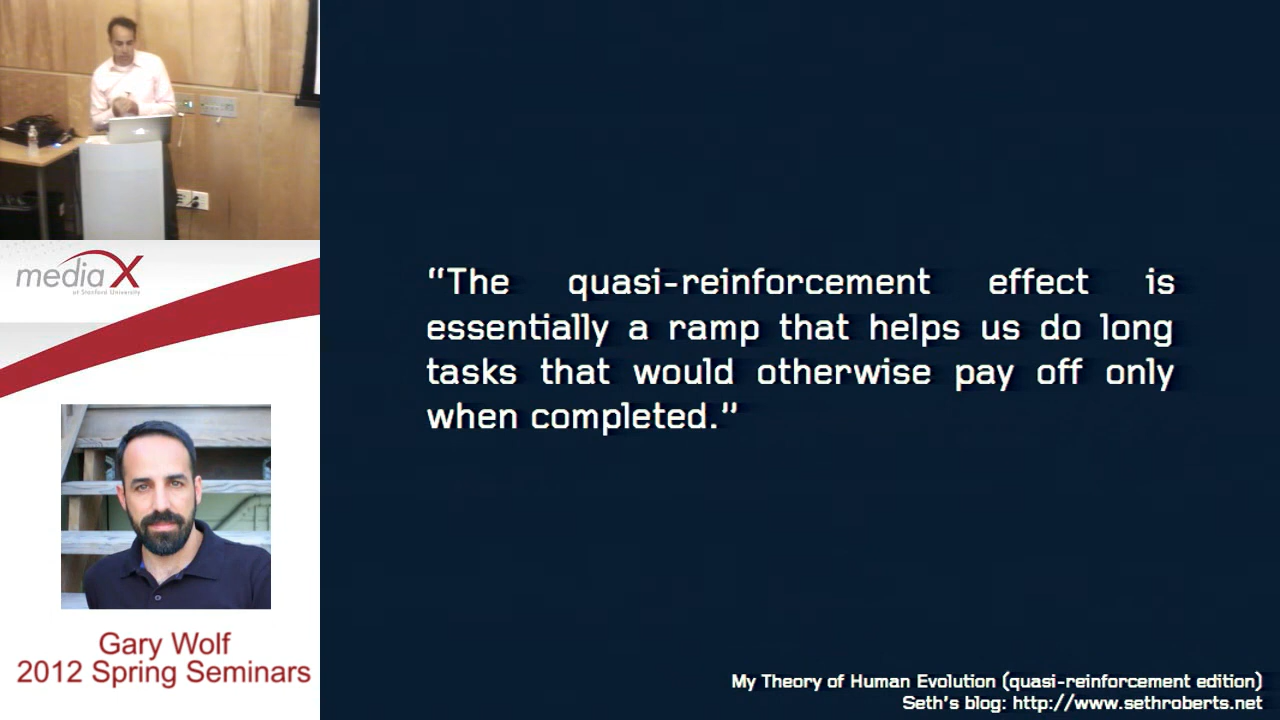 media X
at Stanford University
Gary Wolf
2012 Spring Seminars
“The quasi-reinforcement effect is
essentially a ramp that helps us do long
tasks that would otherwise pay off only
when completed.”
My Theory of Human Evolution (quasi-reinforcement edition)
Seth's blog: http://www.sethroberts.net